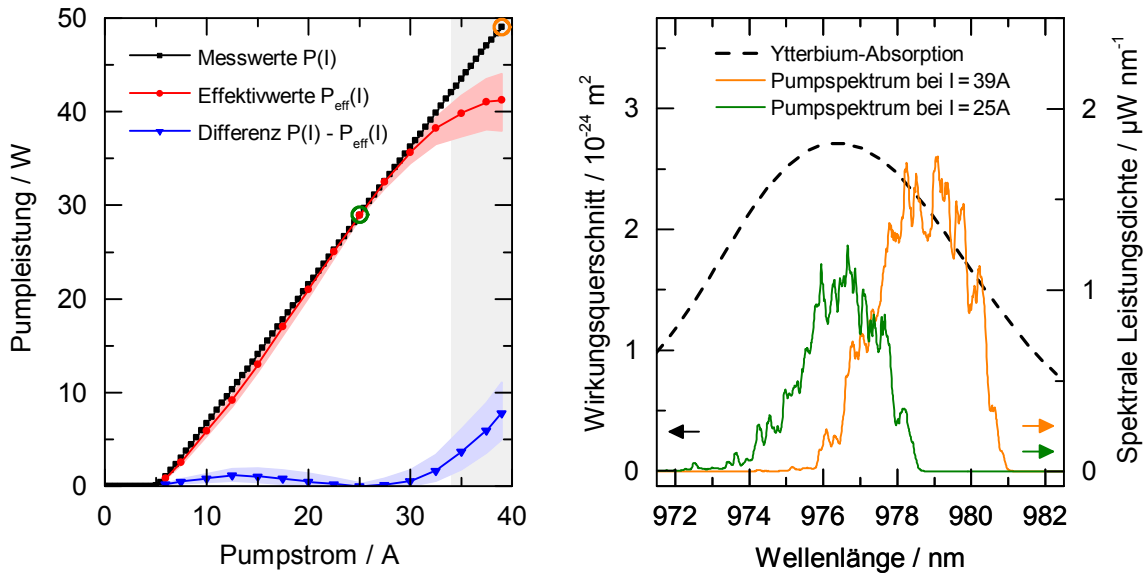 50
40
30
20
10
0
Pumpleistung / W
Messwerte P(I)
Effektivwerte P_eff(I)
Differenz P(I) - P_eff(I)
0 10 20 30 40
Pumpstrom / A
3
2
1
0
Wirkungsquerschnitt / 10⁻²⁴ m²
Ytterbium-Absorption
Pumpspektrum bei I = 39A
Pumpspektrum bei I = 25A
2
1
0
Spektrale Leistungsdichte / µW nm⁻¹
972 974 976 978 980 982
Wellenlänge / nm